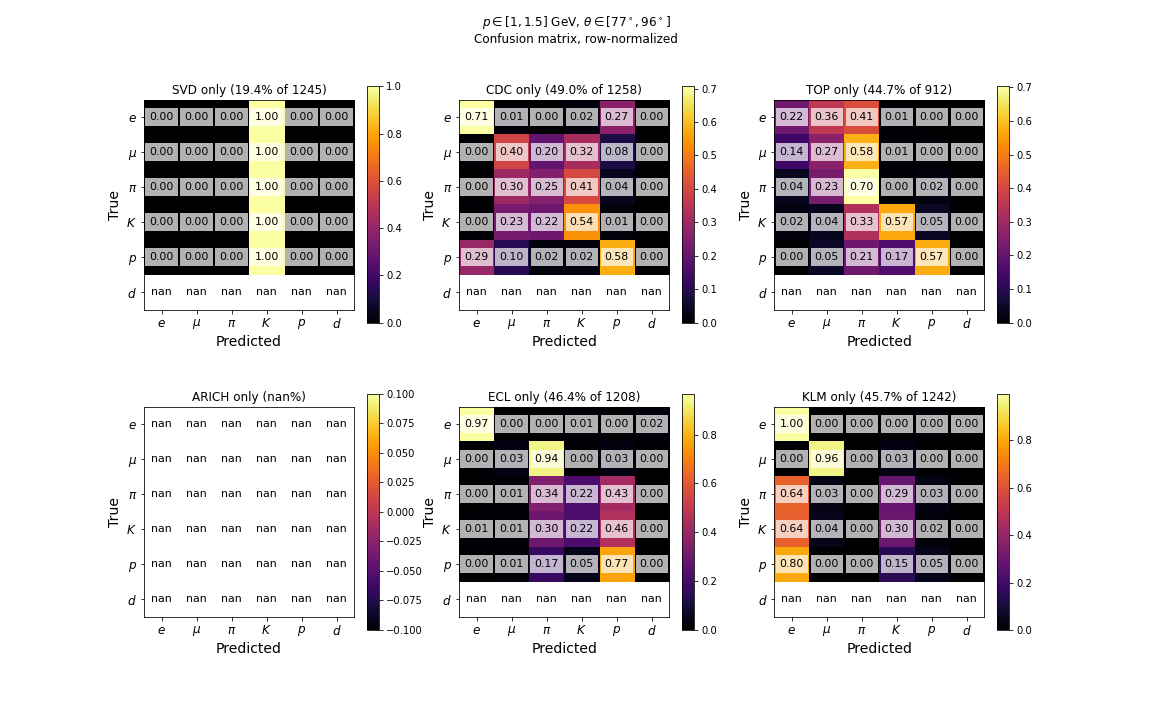 p ∈ [1, 1.5] GeV, θ ∈ [77°, 96°]
Confusion matrix, row-normalized
SVD only (19.4% of 1245)
True
e 0.00 0.00 0.00 1.00 0.00 0.00
μ 0.00 0.00 0.00 1.00 0.00 0.00
π 0.00 0.00 0.00 1.00 0.00 0.00
K 0.00 0.00 0.00 1.00 0.00 0.00
p 0.00 0.00 0.00 1.00 0.00 0.00
d nan nan nan nan nan nan
e μ π K p d
Predicted
1.0
0.8
0.6
0.4
0.2
0.0
CDC only (49.0% of 1258)
True
e 0.71 0.01 0.00 0.02 0.27 0.00
μ 0.00 0.40 0.20 0.32 0.08 0.00
π 0.00 0.30 0.25 0.41 0.04 0.00
K 0.00 0.23 0.22 0.54 0.01 0.00
p 0.29 0.10 0.02 0.02 0.58 0.00
d nan nan nan nan nan nan
e μ π K p d
Predicted
0.7
0.6
0.5
0.4
0.3
0.2
0.1
0.0
TOP only (44.7% of 912)
True
e 0.22 0.36 0.41 0.01 0.00 0.00
μ 0.14 0.27 0.58 0.01 0.00 0.00
π 0.04 0.23 0.70 0.00 0.02 0.00
K 0.02 0.04 0.33 0.57 0.05 0.00
p 0.00 0.05 0.21 0.17 0.57 0.00
d nan nan nan nan nan nan
e μ π K p d
Predicted
0.7
0.6
0.5
0.4
0.3
0.2
0.1
0.0
ARICH only (nan%)
True
e nan nan nan nan nan nan
μ nan nan nan nan nan nan
π nan nan nan nan nan nan
K nan nan nan nan nan nan
p nan nan nan nan nan nan
d nan nan nan nan nan nan
e μ π K p d
Predicted
0.100
0.075
0.050
0.025
0.000
−0.025
−0.050
−0.075
−0.100
ECL only (46.4% of 1208)
True
e 0.97 0.00 0.00 0.01 0.00 0.02
μ 0.00 0.03 0.94 0.00 0.03 0.00
π 0.00 0.01 0.34 0.22 0.43 0.00
K 0.01 0.01 0.30 0.22 0.46 0.00
p 0.00 0.01 0.17 0.05 0.77 0.00
d nan nan nan nan nan nan
e μ π K p d
Predicted
0.8
0.6
0.4
0.2
0.0
KLM only (45.7% of 1242)
True
e 1.00 0.00 0.00 0.00 0.00 0.00
μ 0.00 0.96 0.00 0.03 0.00 0.00
π 0.64 0.03 0.00 0.29 0.03 0.00
K 0.64 0.04 0.00 0.30 0.02 0.00
p 0.80 0.00 0.00 0.15 0.05 0.00
d nan nan nan nan nan nan
e μ π K p d
Predicted
0.8
0.6
0.4
0.2
0.0